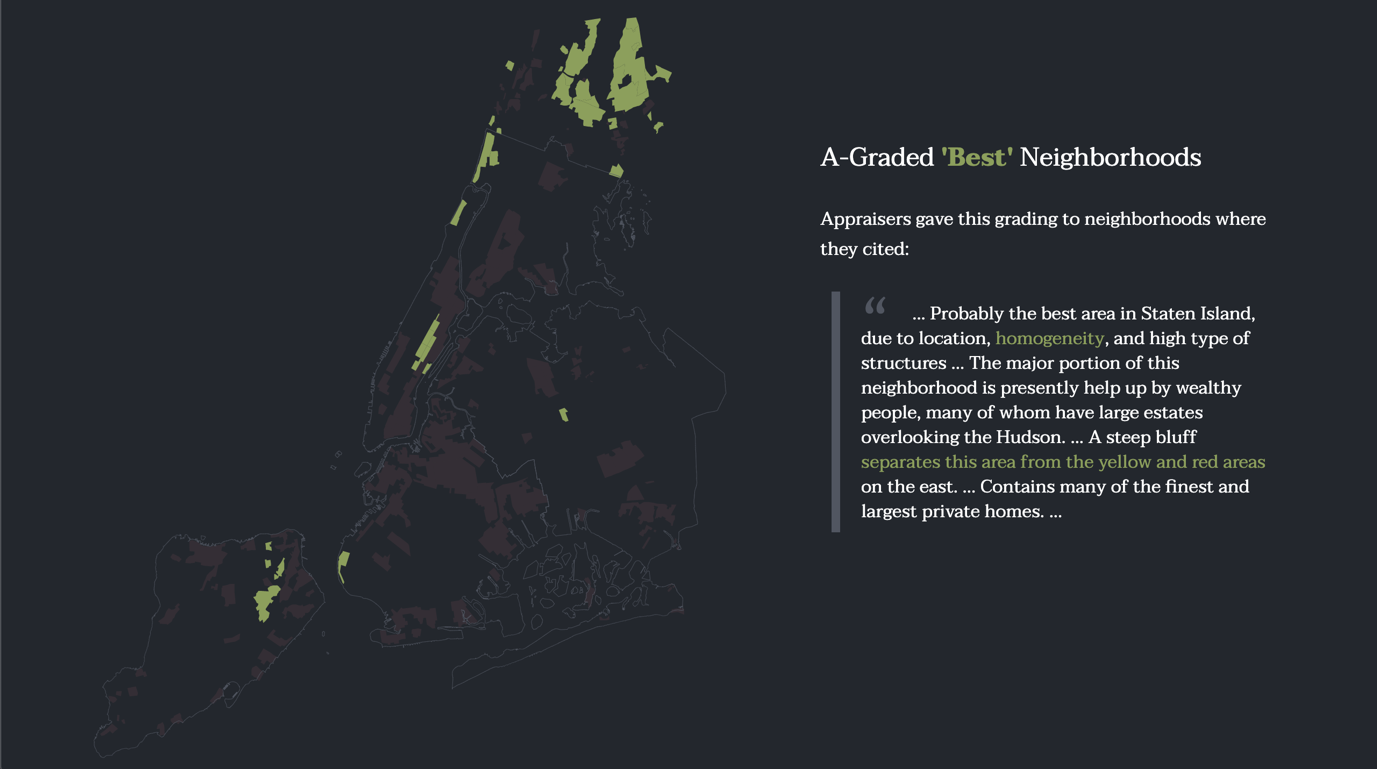 A-Graded 'Best' Neighborhoods
Appraisers gave this grading to neighborhoods where
they cited:
“ ... Probably the best area in Staten Island,
due to location, homogeneity, and high type of
structures ... The major portion of this
neighborhood is presently help up by wealthy
people, many of whom have large estates
overlooking the Hudson. ... A steep bluff
separates this area from the yellow and red areas
on the east. ... Contains many of the finest and
largest private homes. ...